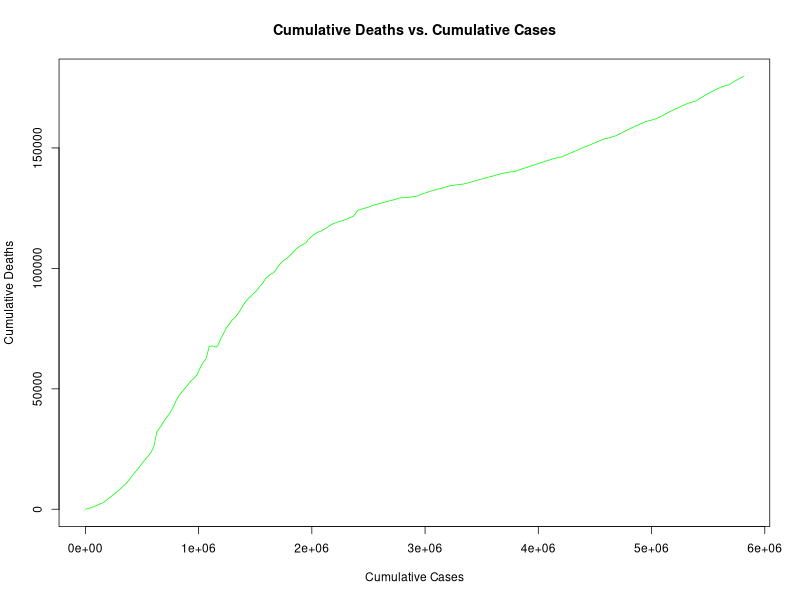 Cumulative Deaths vs. Cumulative Cases
Cumulative Deaths
150000
100000
50000
0
0e+00 1e+06 2e+06 3e+06 4e+06 5e+06 6e+06
Cumulative Cases